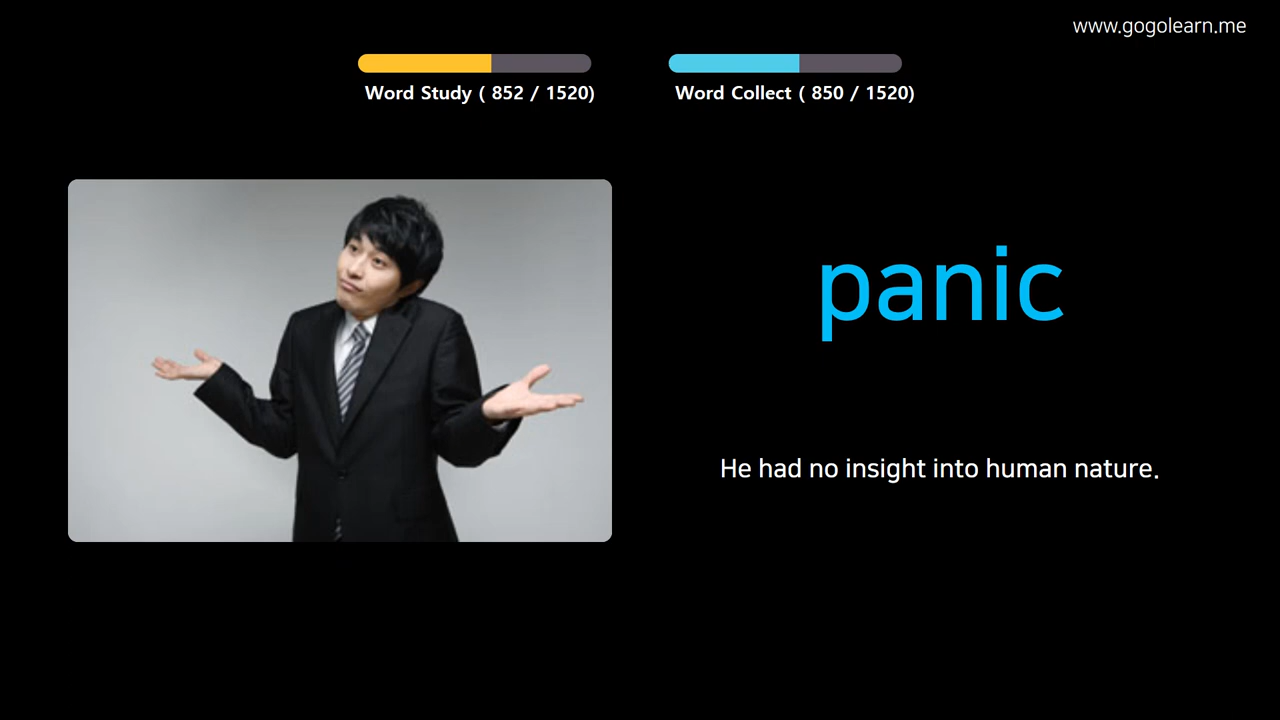 www.gogolearn.me
Word Study ( 852 / 1520)
Word Collect ( 850 / 1520)
panic
He had no insight into human nature.